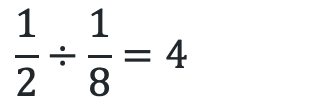 1/2 ÷ 1/8 = 4